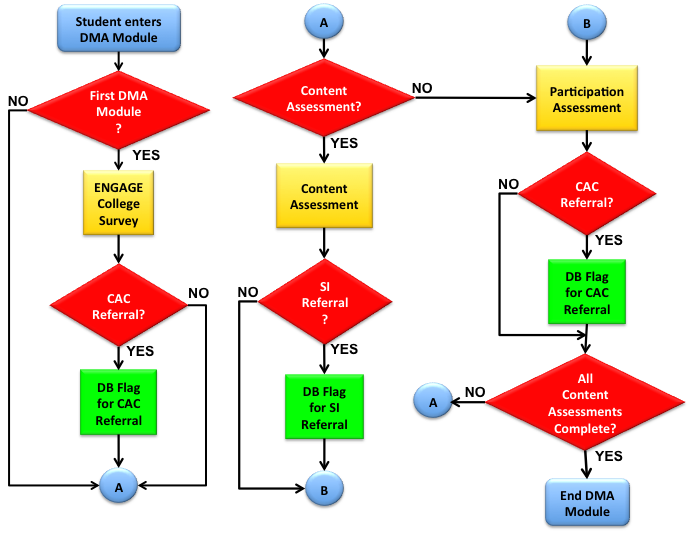 Student enters
DMA Module
First DMA
Module
?
NO
YES
ENGAGE
College
Survey
CAC
Referral?
NO
YES
DB Flag
for CAC
Referral
A
A
Content
Assessment?
NO
YES
Content
Assessment
SI
Referral
?
NO
YES
DB Flag
for SI
Referral
B
B
Participation
Assessment
CAC
Referral?
NO
YES
DB Flag
for CAC
Referral
All
Content
Assessments
Complete?
NO
A
YES
End DMA
Module